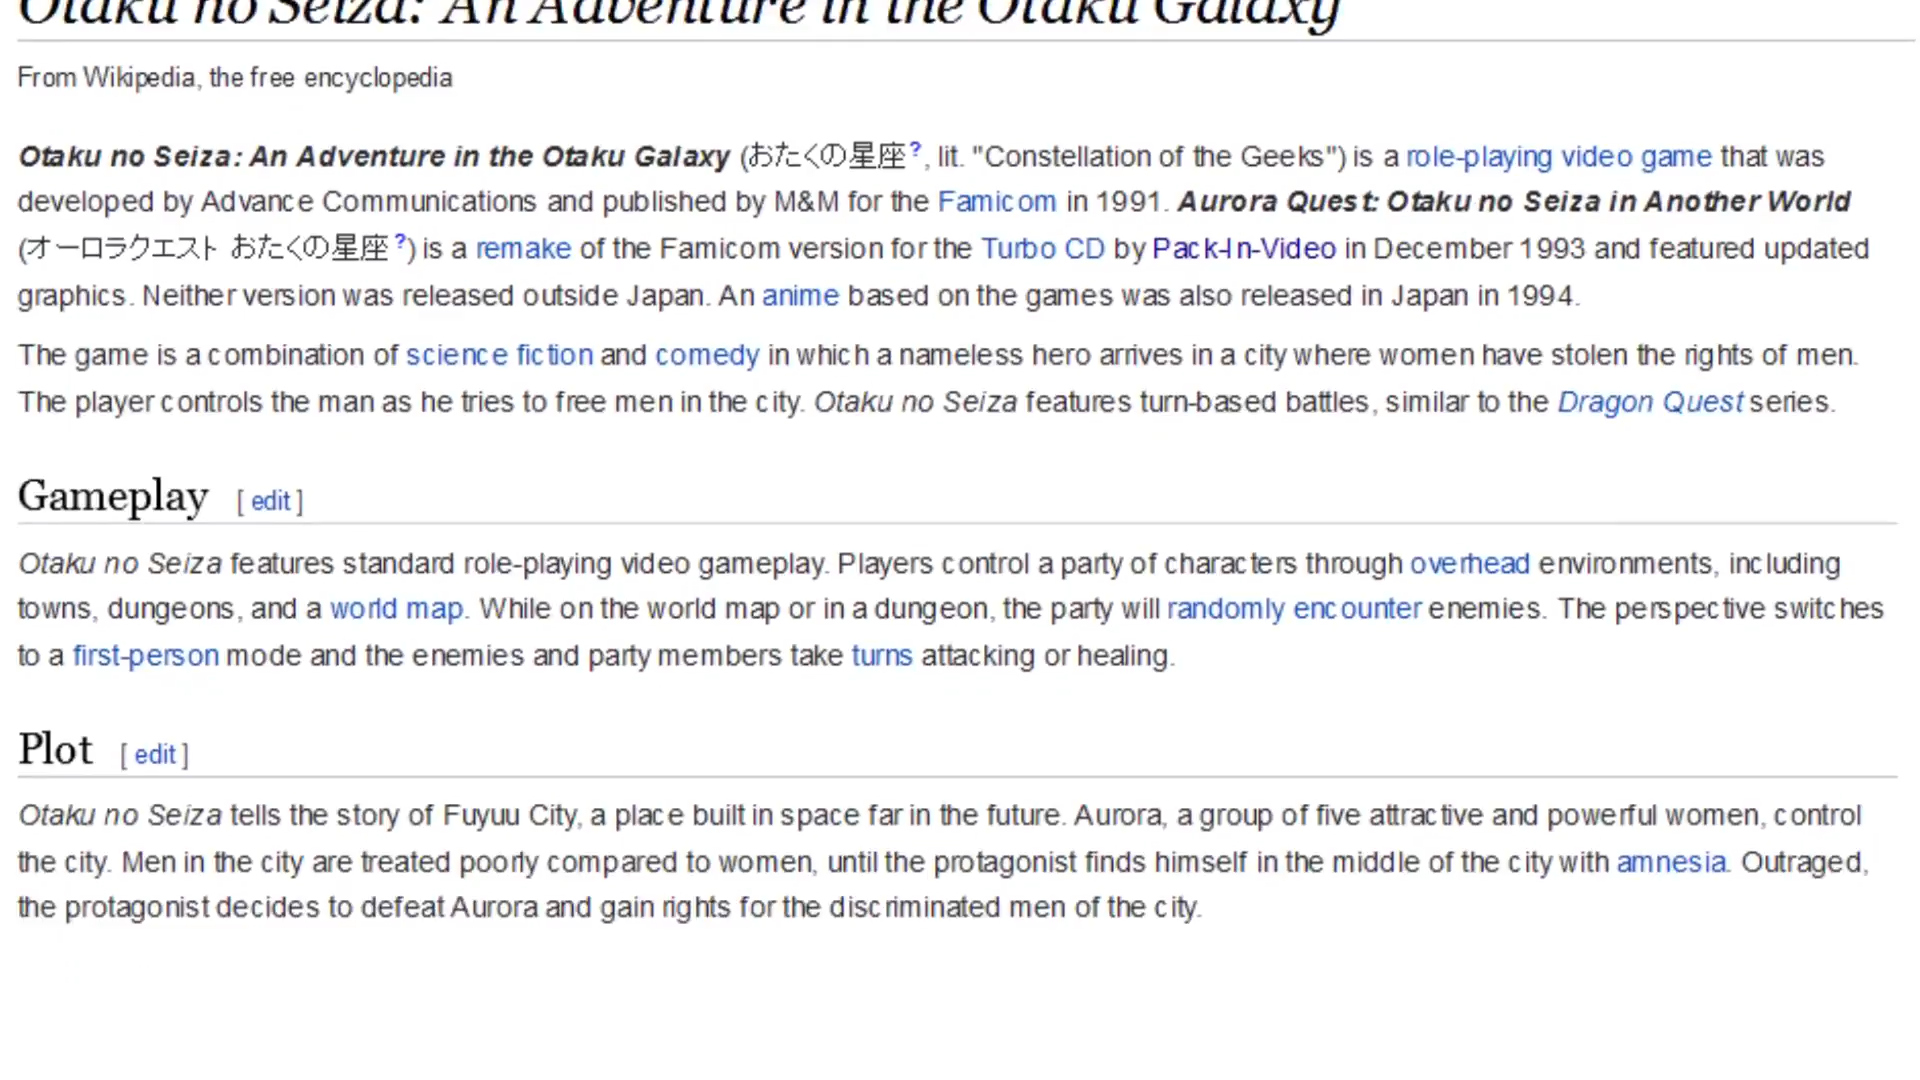 Otaku no Seiza: An Adventure in the Otaku Galaxy
From Wikipedia, the free encyclopedia
Otaku no Seiza: An Adventure in the Otaku Galaxy (おたくの星座?, lit. "Constellation of the Geeks") is a role-playing video game that was
developed by Advance Communications and published by M&M for the Famicom in 1991. Aurora Quest: Otaku no Seiza in Another World
(オーロラクエスト おたくの星座?) is a remake of the Famicom version for the Turbo CD by Pack-In-Video in December 1993 and featured updated
graphics. Neither version was released outside Japan. An anime based on the games was also released in Japan in 1994.
The game is a combination of science fiction and comedy in which a nameless hero arrives in a city where women have stolen the rights of men.
The player controls the man as he tries to free men in the city. Otaku no Seiza features turn-based battles, similar to the Dragon Quest series.
Gameplay [ edit ]
Otaku no Seiza features standard role-playing video gameplay. Players control a party of characters through overhead environments, including
towns, dungeons, and a world map. While on the world map or in a dungeon, the party will randomly encounter enemies. The perspective switches
to a first-person mode and the enemies and party members take turns attacking or healing.
Plot [ edit ]
Otaku no Seiza tells the story of Fuyuu City, a place built in space far in the future. Aurora, a group of five attractive and powerful women, control
the city. Men in the city are treated poorly compared to women, until the protagonist finds himself in the middle of the city with amnesia. Outraged,
the protagonist decides to defeat Aurora and gain rights for the discriminated men of the city.